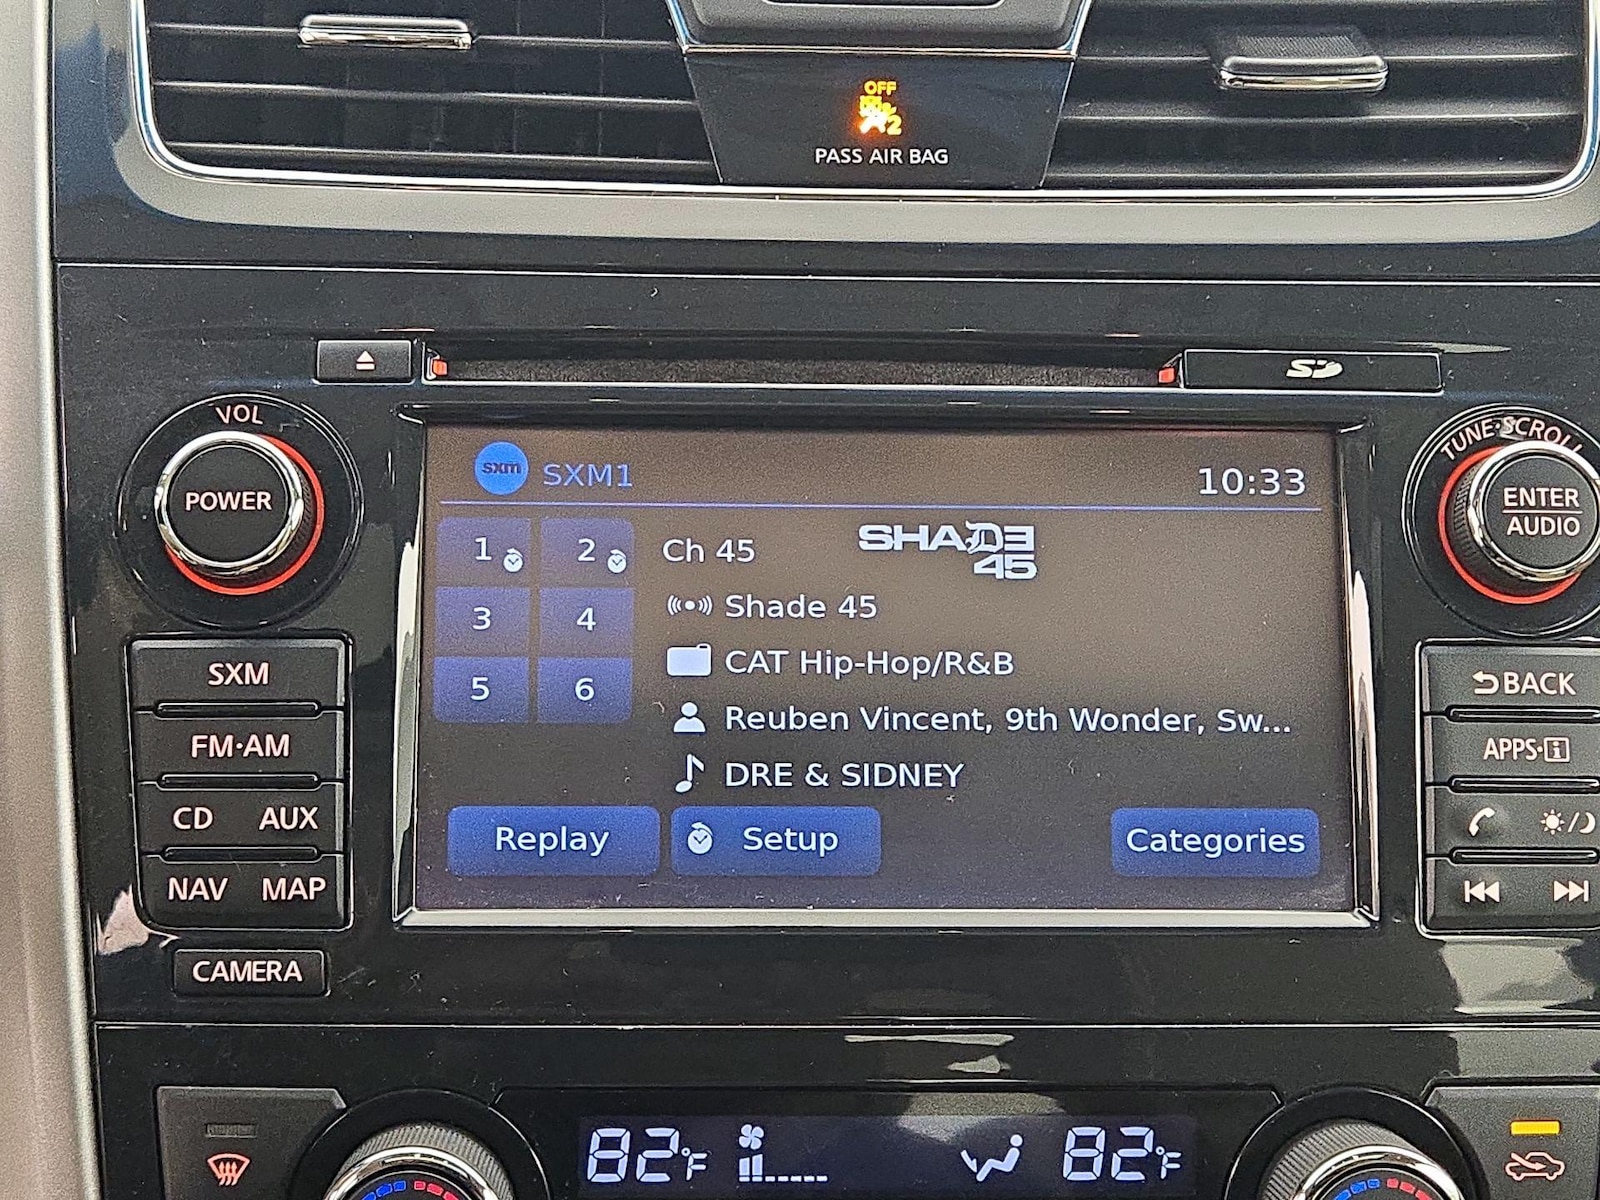 OFF
2
PASS AIR BAG
SD
VOL
POWER
TUNE·SCROLL
ENTER
AUDIO
sxm SXM1
10:33
1 2
3 4
5 6
Ch 45
SHADE
45
Shade 45
CAT Hip-Hop/R&B
Reuben Vincent, 9th Wonder, Sw...
DRE & SIDNEY
Replay
Setup
Categories
SXM
FM·AM
CD AUX
NAV MAP
CAMERA
BACK
APPS·i
82°F
82°F